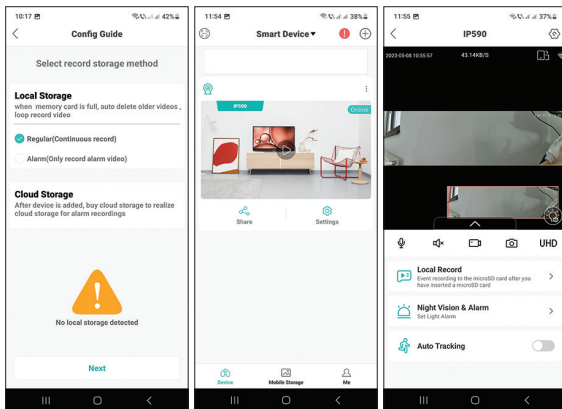 10:17
42%
Config Guide
Select record storage method
Local Storage
when memory card is full, auto delete older videos ,
loop record video
Regular(Continuous record)
Alarm(Only record alarm video)
Cloud Storage
After device is added, buy cloud storage to realize
cloud storage for alarm recordings
No local storage detected
Next
11:54
38%
Smart Device
IP590
Online
Share
Settings
Device
Mobile Storage
Me
11:55
37%
IP590
2023-05-08 10:55:57
43.14KB/S
UHD
Local Record
Event recording to the microSD card after you
have inserted a microSD card
Night Vision & Alarm
Set Light Alarm
Auto Tracking